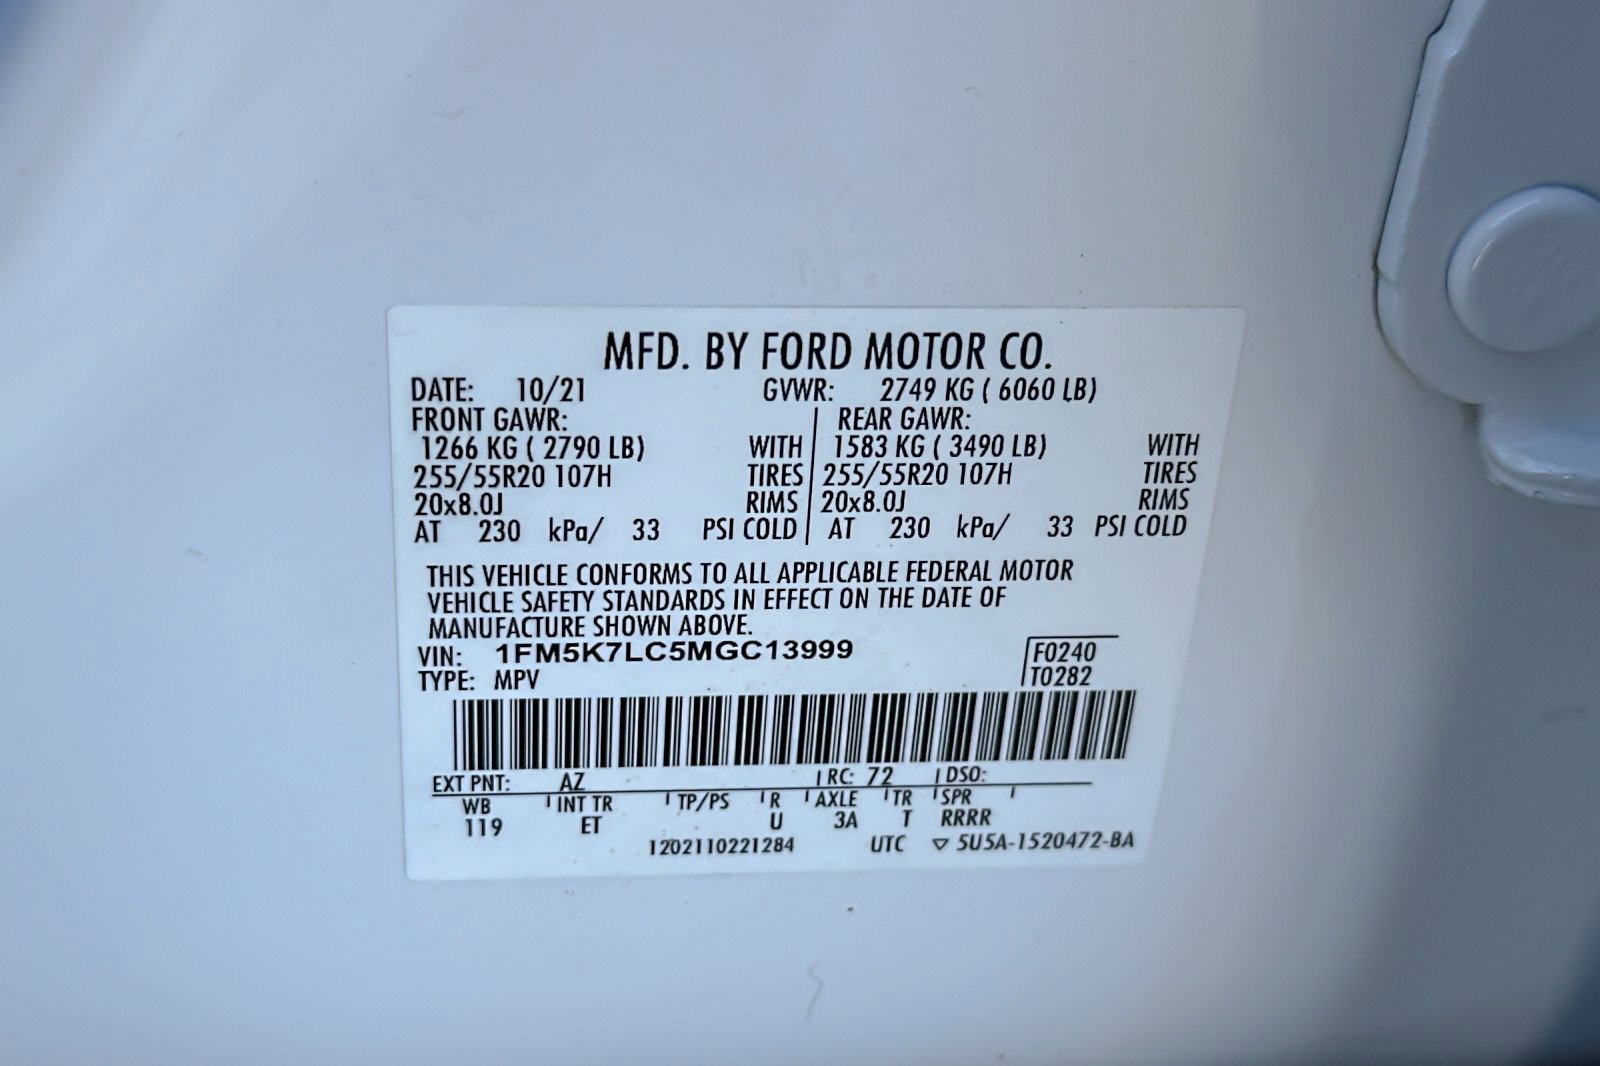 MFD. BY FORD MOTOR CO.
DATE: 10/21 GVWR: 2749 KG ( 6060 LB)
FRONT GAWR: REAR GAWR:
1266 KG ( 2790 LB) WITH 1583 KG ( 3490 LB) WITH
255/55R20 107H TIRES 255/55R20 107H TIRES
20x8.0J RIMS 20x8.0J RIMS
AT 230 kPa/ 33 PSI COLD AT 230 kPa/ 33 PSI COLD
THIS VEHICLE CONFORMS TO ALL APPLICABLE FEDERAL MOTOR
VEHICLE SAFETY STANDARDS IN EFFECT ON THE DATE OF
MANUFACTURE SHOWN ABOVE.
VIN: 1FM5K7LC5MGC13999 F0240
TYPE: MPV T0282
EXT PNT: AZ RC: 72 DSO:
WB INT TR TP/PS R AXLE TR SPR
119 ET U 3A T RRRR
1202110221284 UTC ▽ 5U5A-1520472-BA